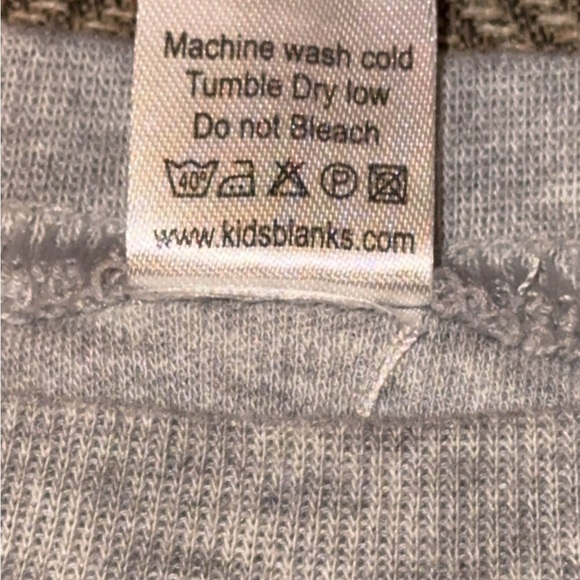 Machine wash cold
Tumble Dry low
Do not Bleach
40° P
www.kidsblanks.com